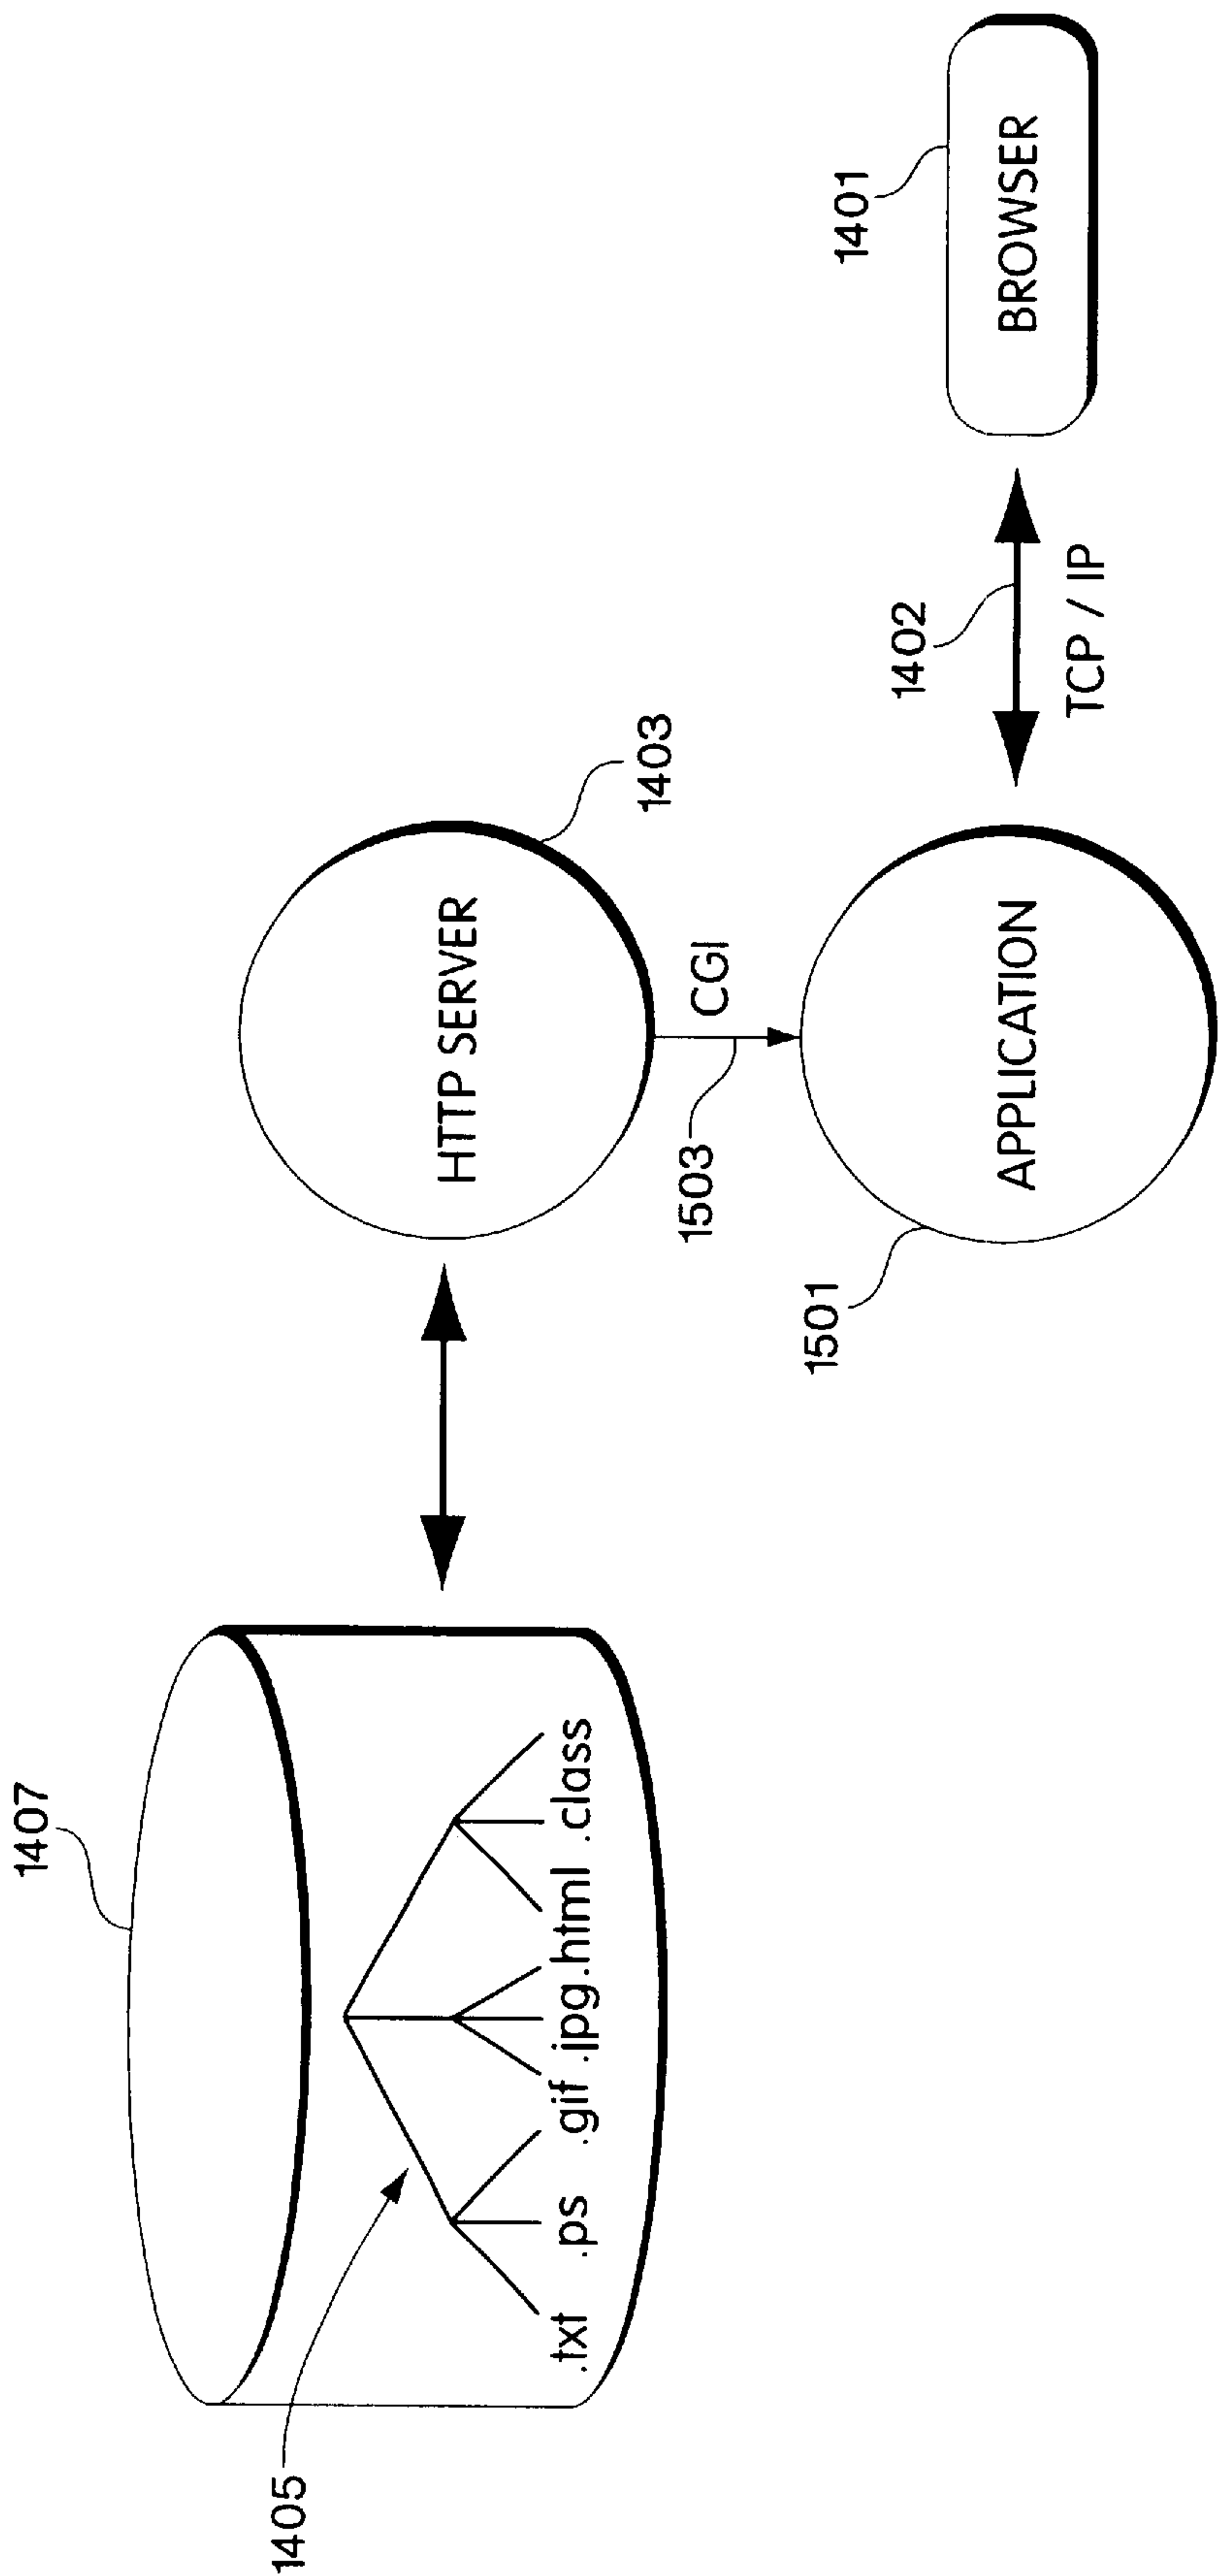 1407
1405
.txt .ps .gif .jpg .html .class
HTTP SERVER
1403
1503
CGI
1501
APPLICATION
1402
TCP / IP
1401
BROWSER